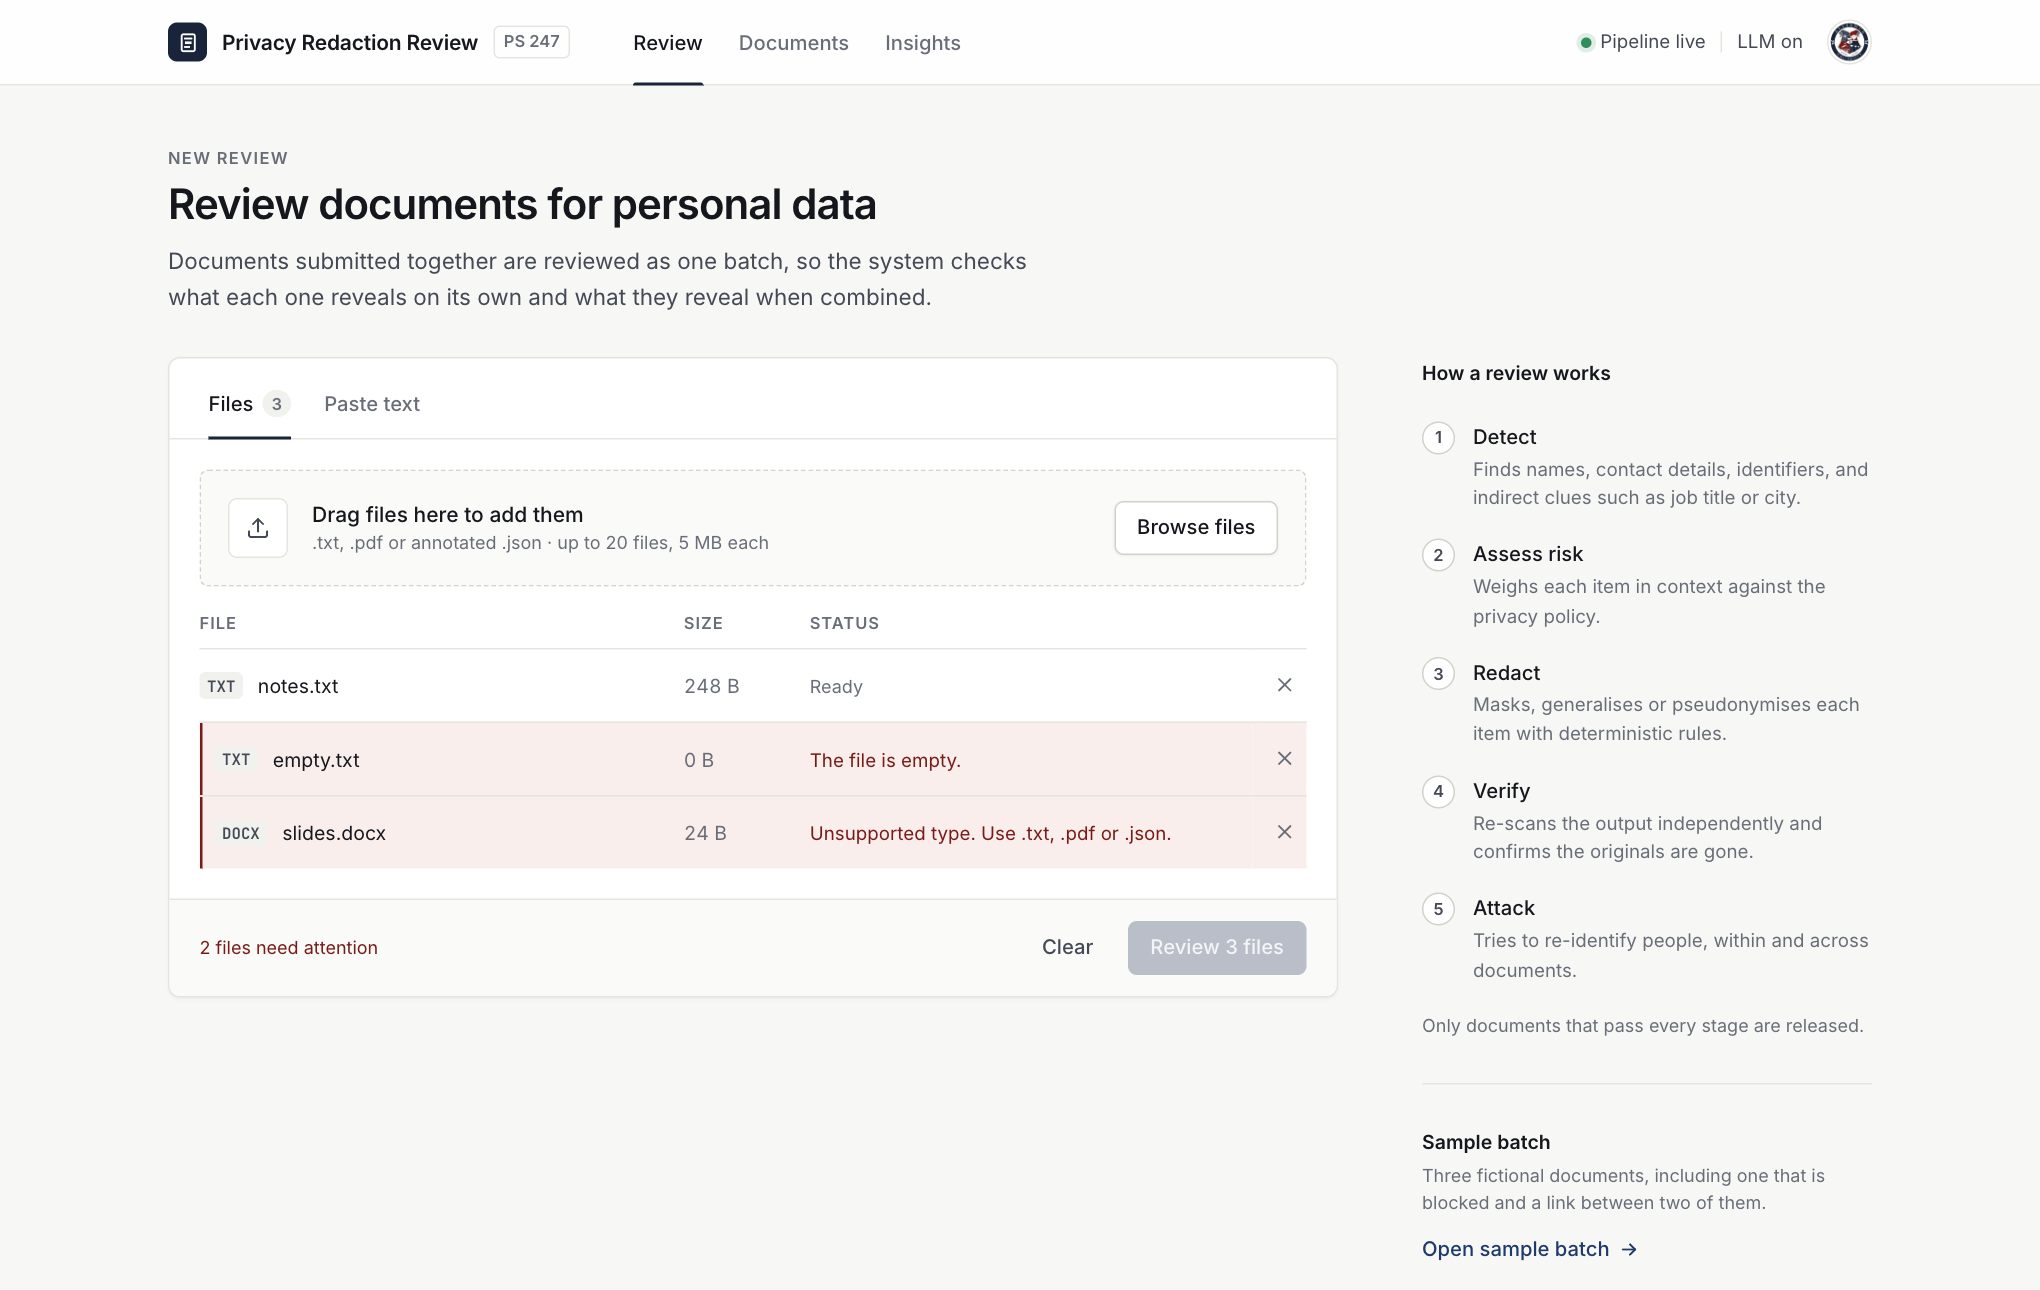 Privacy Redaction Review
PS 247
Review
Documents
Insights
Pipeline live
LLM on
NEW REVIEW
Review documents for personal data
Documents submitted together are reviewed as one batch, so the system checks
what each one reveals on its own and what they reveal when combined.
Files 3
Paste text
Drag files here to add them
.txt, .pdf or annotated .json · up to 20 files, 5 MB each
Browse files
FILE SIZE STATUS
TXT notes.txt 248 B Ready
TXT empty.txt 0 B The file is empty.
DOCX slides.docx 24 B Unsupported type. Use .txt, .pdf or .json.
2 files need attention
Clear
Review 3 files
How a review works
1 Detect
Finds names, contact details, identifiers, and
indirect clues such as job title or city.
2 Assess risk
Weighs each item in context against the
privacy policy.
3 Redact
Masks, generalises or pseudonymises each
item with deterministic rules.
4 Verify
Re-scans the output independently and
confirms the originals are gone.
5 Attack
Tries to re-identify people, within and across
documents.
Only documents that pass every stage are released.
Sample batch
Three fictional documents, including one that is
blocked and a link between two of them.
Open sample batch →